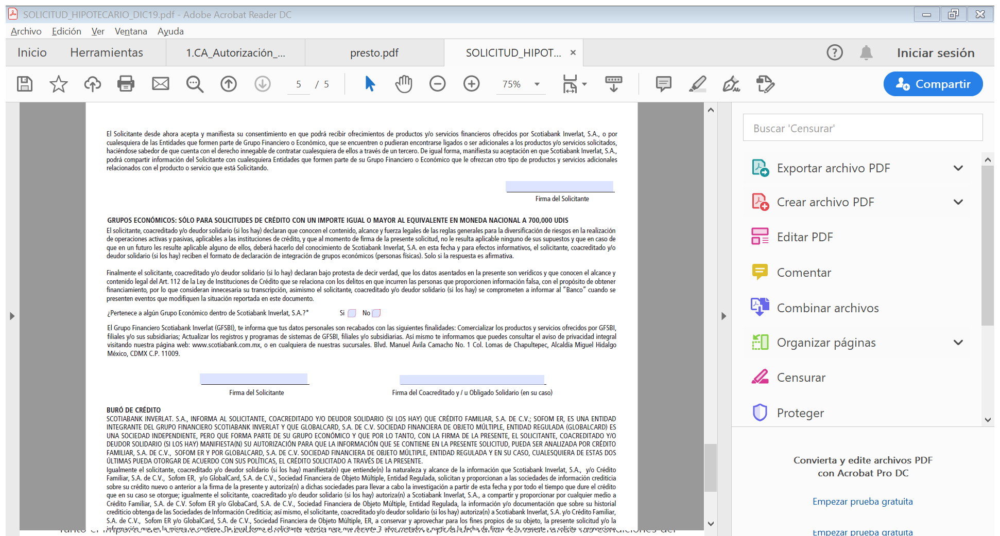 SOLICITUD_HIPOTECARIO_DIC19.pdf - Adobe Acrobat Reader DC
Archivo Edición Ver Ventana Ayuda
Inicio Herramientas 1.CA_Autorización_... presto.pdf SOLICITUD_HIPOT... × ? Iniciar sesión
5 / 5 75% Compartir
El Solicitante desde ahora acepta y manifiesta su consentimiento en que podrá recibir ofrecimientos de productos y/o servicios financieros ofrecidos por Scotiabank Inverlat, S.A., o por
cualesquiera de las Entidades que formen parte de Grupo Financiero o Económico, que se encuentren o pudieran encontrarse ligados o ser adicionales a los productos y/o servicios solicitados,
haciéndose sabedor de que cuenta con el derecho innegable de contratar cualesquiera de ellos a través de un tercero. De igual forma, manifiesta su aceptación en que Scotiabank Inverlat, S.A.,
podrá compartir información del Solicitante con cualesquiera Entidades que formen parte de su Grupo Financiero o Económico que le ofrezcan otro tipo de productos y servicios adicionales
relacionados con el producto o servicio que está Solicitando.
Firma del Solicitante
GRUPOS ECONÓMICOS: SÓLO PARA SOLICITUDES DE CRÉDITO CON UN IMPORTE IGUAL O MAYOR AL EQUIVALENTE EN MONEDA NACIONAL A 700,000 UDIS
El solicitante, coacreditado y/o deudor solidario (si los hay) declaran que conocen el contenido, alcance y fuerza legales de las reglas generales para la diversificación de riesgos en la realización
de operaciones activas y pasivas, aplicables a las instituciones de crédito, y que al momento de firma de la presente solicitud, no le resulta aplicable ninguno de sus supuestos y que en caso de
que en un futuro les resulte aplicable alguno de ellos, deberá hacerlo del conocimiento de Scotiabank Inverlat, S.A. en esta fecha y para efectos informativos, el solicitante, coacreditado y/o
deudor solidario (si los hay) reciben el formato de declaración de integración de grupos económicos (personas físicas). Solo si la respuesta es afirmativa.
Finalmente el solicitante, coacreditado y/o deudor solidario (si lo hay) declaran bajo protesta de decir verdad, que los datos asentados en la presente son verídicos y que conocen el alcance y
contenido legal del Art. 112 de la Ley de Instituciones de Crédito que se relaciona con los delitos en que incurren las personas que proporcionen información falsa, con el propósito de obtener
financiamiento, por lo que consideran innecesaria su transcripción, asimismo el solicitante, coacreditado y/o deudor solidario (si los hay) se comprometen a informar al “Banco” cuando se
presenten eventos que modifiquen la situación reportada en este documento.
¿Pertenece a algún Grupo Económico dentro de Scotiabank Inverlat, S.A.?* Si No
El Grupo Financiero Scotiabank Inverlat (GFSBI), te informa que tus datos personales son recabados con las siguientes finalidades: Comercializar los productos y servicios ofrecidos por GFSBI,
filiales y/o sus subsidiarias; Actualizar los registros y programas de sistemas de GFSBI, filiales y/o subsidiarias. Así mismo te informamos que puedes consultar el aviso de privacidad integral
visitando nuestra página web: www.scotiabank.com.mx, o en cualquiera de nuestras sucursales. Blvd. Manuel Ávila Camacho No. 1 Col. Lomas de Chapultepec, Alcaldía Miguel Hidalgo
México, CDMX C.P. 11009.
Firma del Solicitante Firma del Coacreditado y / u Obligado Solidario (en su caso)
BURÓ DE CRÉDITO
SCOTIABANK INVERLAT. S.A., INFORMA AL SOLICITANTE, COACREDITADO Y/O DEUDOR SOLIDARIO (SI LOS HAY) QUE CRÉDITO FAMILIAR, S.A. DE C.V.; SOFOM ER, ES UNA ENTIDAD
INTEGRANTE DEL GRUPO FINANCIERO SCOTIABANK INVERLAT Y QUE GLOBALCARD, S.A. DE C.V. SOCIEDAD FINANCIERA DE OBJETO MÚLTIPLE, ENTIDAD REGULADA (GLOBALCARD) ES
UNA SOCIEDAD INDEPENDIENTE, PERO QUE FORMA PARTE DE SU GRUPO ECONÓMICO Y QUE POR LO TANTO, CON LA FIRMA DE LA PRESENTE, EL SOLICITANTE, COACREDITADO Y/O
DEUDOR SOLIDARIO (SI LOS HAY) MANIFIESTA(N) SU AUTORIZACIÓN PARA QUE LA INFORMACIÓN QUE SE CONTIENE EN LA PRESENTE SOLICITUD, PUEDA SER ANALIZADA POR CRÉDITO
FAMILIAR, S.A. DE C.V., SOFOM ER Y POR GLOBALCARD, S.A. DE C.V. SOCIEDAD FINANCIERA DE OBJETO MÚLTIPLE, ENTIDAD REGULADA Y EN SU CASO, CUALESQUIERA DE ESTAS DOS
ÚLTIMAS PUEDA OTORGAR DE ACUERDO CON SUS POLÍTICAS, EL CRÉDITO SOLICITADO A TRAVÉS DE LA PRESENTE.
Igualmente el solicitante, coacreditado y/o deudor solidario (si los hay) manifiesta(n) que entiende(n) la naturaleza y alcance de la información que Scotiabank Inverlat, S.A., y/o Crédito
Familiar, S.A. de C.V., Sofom ER, y/o GlobalCard, S.A. de C.V., Sociedad Financiera de Objeto Múltiple, Entidad Regulada, solicitan y proporcionan a las sociedades de información crediticia
sobre su crédito nuevo o anterior a la firma de la presente y autoriza(n) a dichas sociedades para llevar a cabo la investigación a partir de esta fecha y por todo el tiempo que dure el crédito
que en su caso se otorgue; igualmente el solicitante, coacreditado y/o deudor solidario (si los hay) autoriza(n) a Scotiabank Inverlat, S.A., a compartir y proporcionar por cualquier medio a
Crédito Familiar, S.A. de C.V. Sofom ER y/o GlobaCard, S.A. de C.V., Sociedad Financiera de Objeto Múltiple, Entidad Regulada, la información y/o documentación que sobre su historial
crediticio obtenga de las Sociedades de Información Crediticia; así mismo, el solicitante, coacreditado y/o deudor solidario (si los hay) autoriza(n) a Scotiabank Inverlat, S.A. y/o Crédito Familiar,
S.A. de C.V., Sofom ER y/o GlobalCard, S.A. de C.V., Sociedad Financiera de Objeto Múltiple, ER, a conservar y aprovechar para los fines propios de su objeto, la presente solicitud y/o la
información que en la misma se contiene. De igual forma el solicitante autoriza para que durante 3 años contados a partir de la fecha de firma de la presente, se solicite y proporcione
Buscar 'Censurar'
Exportar archivo PDF
Crear archivo PDF
Editar PDF
Comentar
Combinar archivos
Organizar páginas
Censurar
Proteger
Convierta y edite archivos PDF
con Acrobat Pro DC
Empezar prueba gratuita
Empezar prueba gratuita